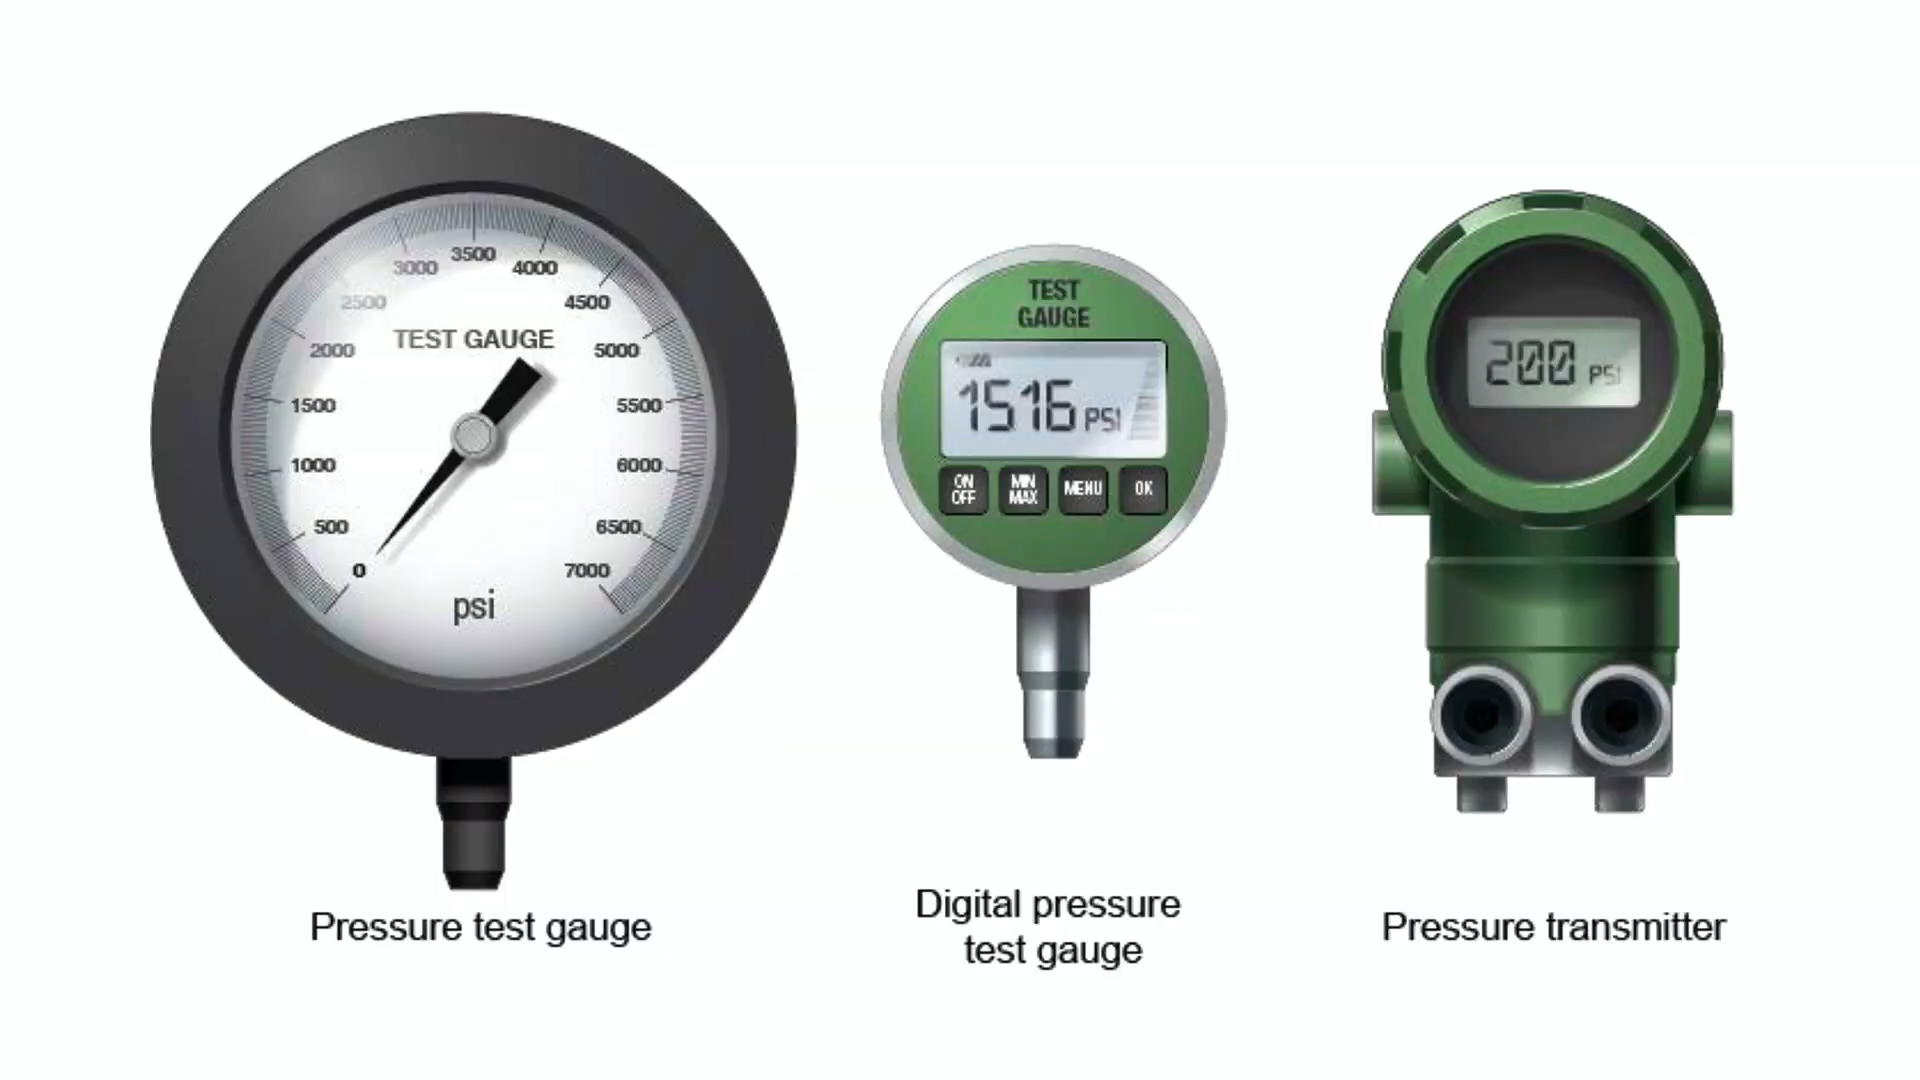 3500
3000
4000
2500
4500
TEST GAUGE
2000
5000
1500
5500
1000
6000
500
6500
0
7000
psi
Pressure test gauge
TEST
GAUGE
1516 PSI
ON
OFF
MIN
MAX
MENU
OK
Digital pressure
test gauge
200 PSI
Pressure transmitter